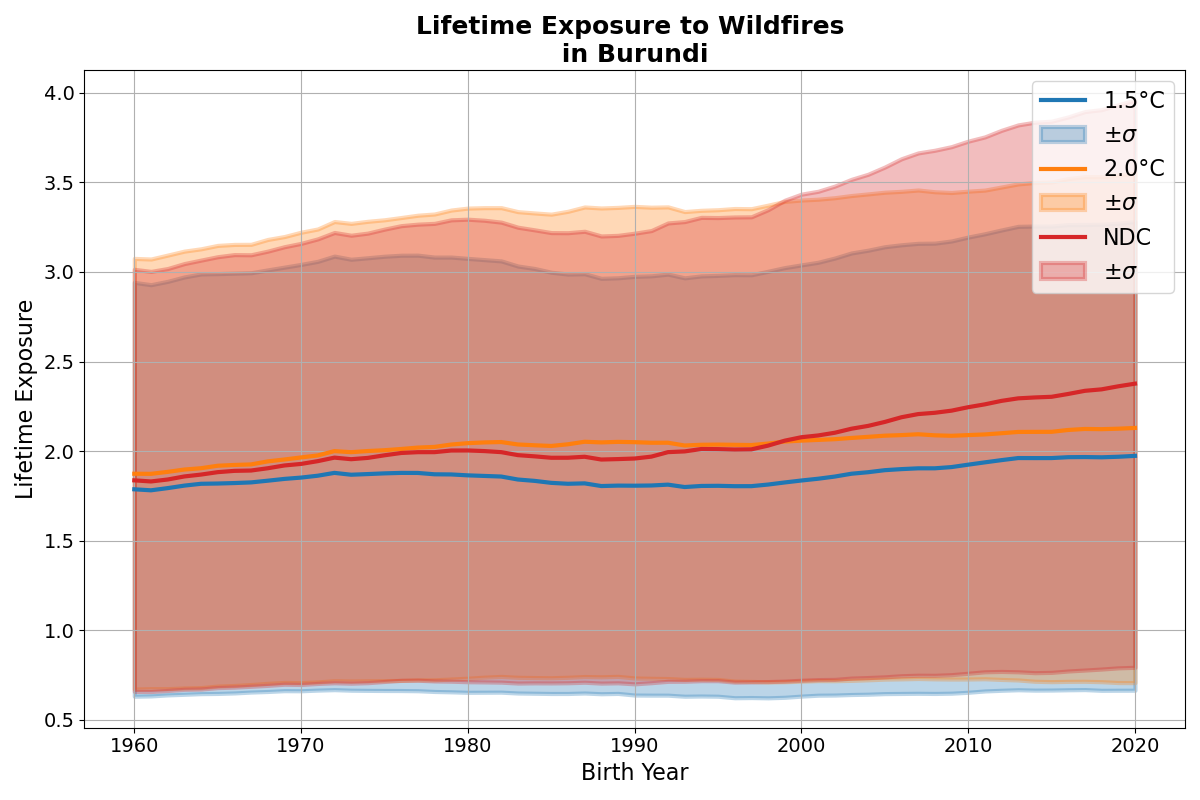 Lifetime Exposure to Wildfires
in Burundi
4.0
3.5
3.0
2.5
2.0
1.5
1.0
0.5
Lifetime Exposure
1960
1970
1980
1990
2000
2010
2020
Birth Year
1.5°C
±σ
2.0°C
±σ
NDC
±σ